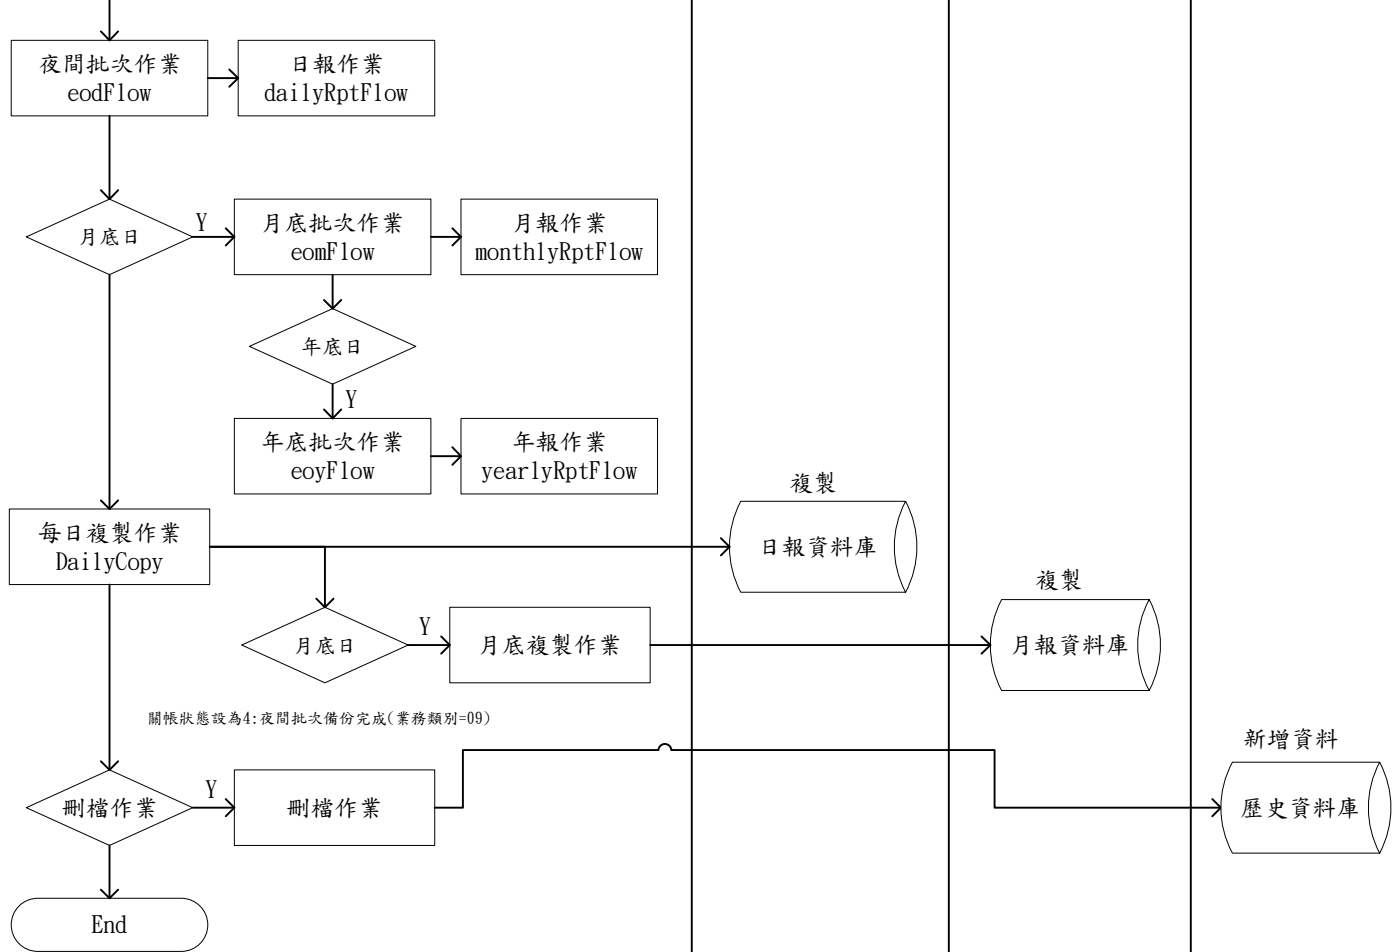 夜間批次作業
eodFlow
日報作業
dailyRptFlow
月底日
Y
月底批次作業
eomFlow
月報作業
monthlyRptFlow
年底日
Y
年底批次作業
eoyFlow
年報作業
yearlyRptFlow
每日複製作業
DailyCopy
複製
日報資料庫
月底日
Y
月底複製作業
複製
月報資料庫
關帳狀態設為4:夜間批次備份完成(業務類別=09)
刪檔作業
Y
刪檔作業
新增資料
歷史資料庫
End